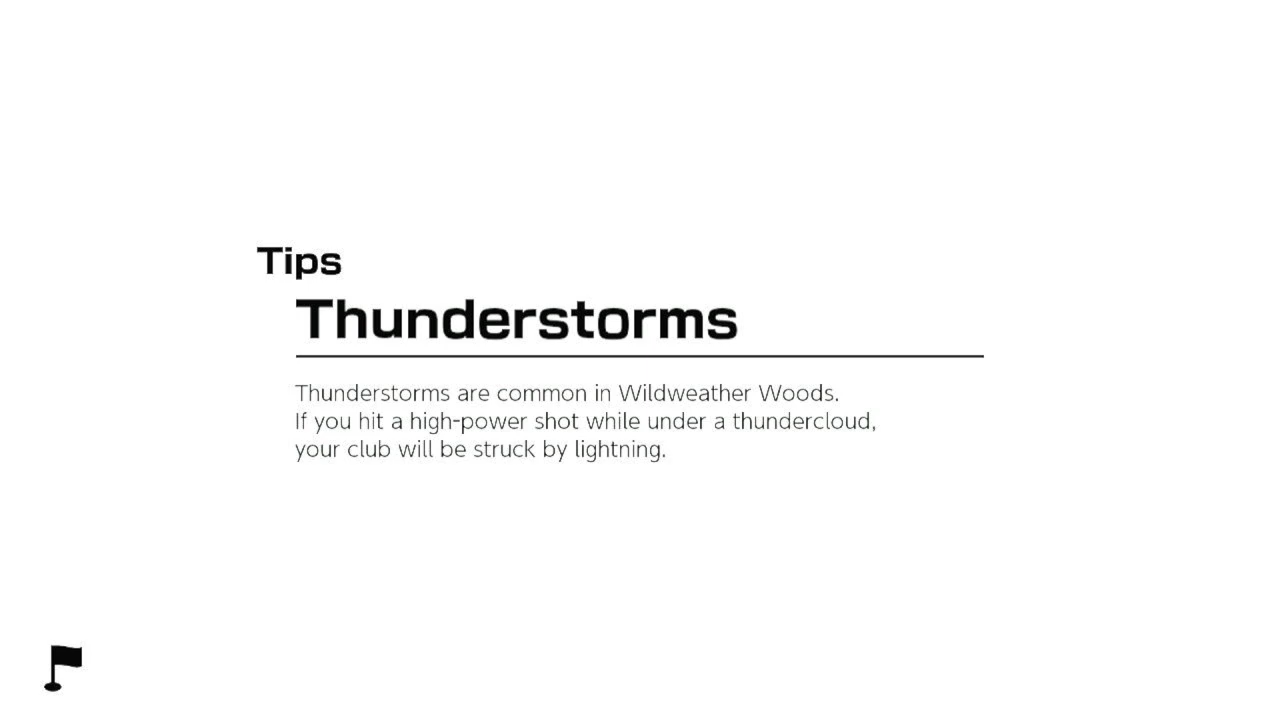 Tips
Thunderstorms
Thunderstorms are common in Wildweather Woods.
If you hit a high-power shot while under a thundercloud,
your club will be struck by lightning.